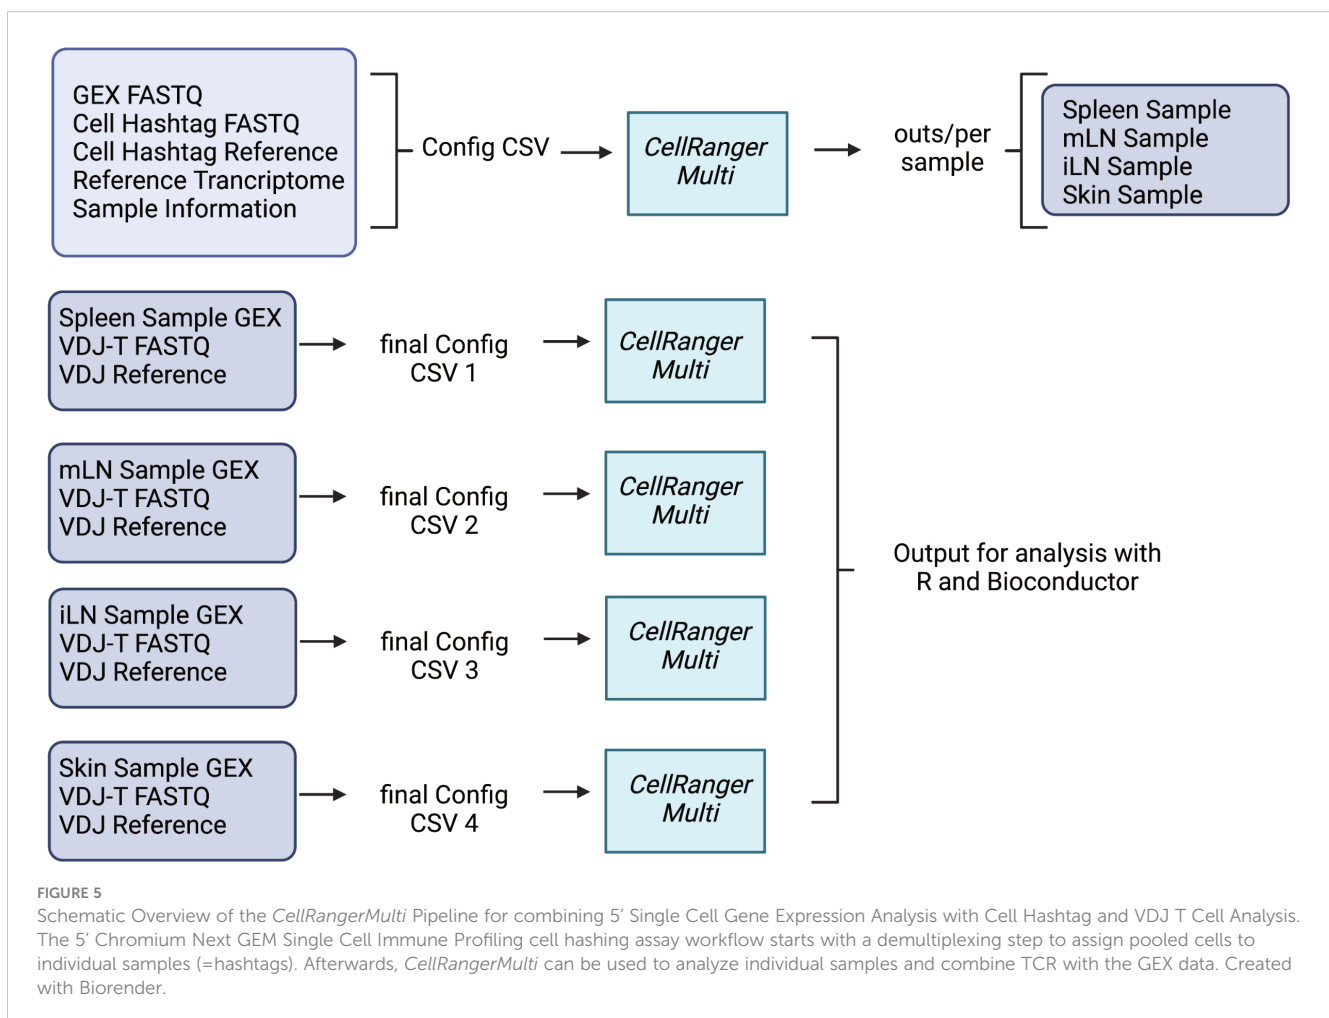 GEX FASTQ
Cell Hashtag FASTQ
Cell Hashtag Reference
Reference Trancriptome
Sample Information
Config CSV
CellRanger
Multi
outs/per
sample
Spleen Sample
mLN Sample
iLN Sample
Skin Sample
Spleen Sample GEX
VDJ-T FASTQ
VDJ Reference
final Config
CSV 1
CellRanger
Multi
mLN Sample GEX
VDJ-T FASTQ
VDJ Reference
final Config
CSV 2
CellRanger
Multi
iLN Sample GEX
VDJ-T FASTQ
VDJ Reference
final Config
CSV 3
CellRanger
Multi
Skin Sample GEX
VDJ-T FASTQ
VDJ Reference
final Config
CSV 4
CellRanger
Multi
Output for analysis with
R and Bioconductor
FIGURE 5
Schematic Overview of the CellRangerMulti Pipeline for combining 5′ Single Cell Gene Expression Analysis with Cell Hashtag and VDJ T Cell Analysis.
The 5′ Chromium Next GEM Single Cell Immune Profiling cell hashing assay workflow starts with a demultiplexing step to assign pooled cells to
individual samples (=hashtags). Afterwards, CellRangerMulti can be used to analyze individual samples and combine TCR with the GEX data. Created
with Biorender.